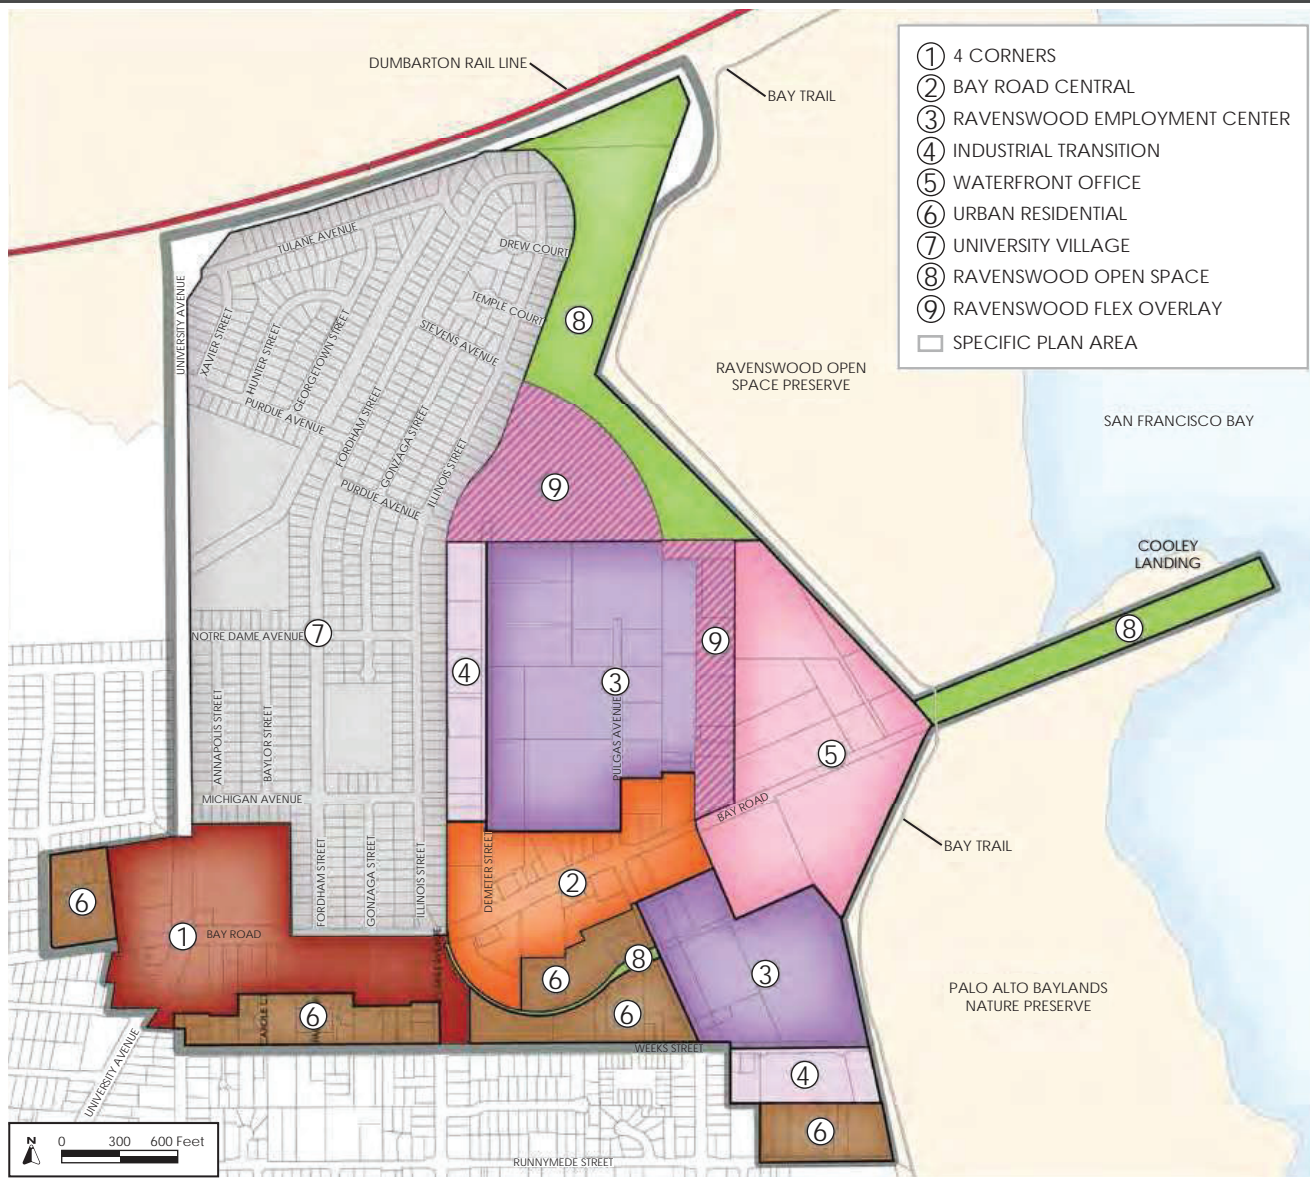 ① 4 CORNERS
② BAY ROAD CENTRAL
③ RAVENSWOOD EMPLOYMENT CENTER
④ INDUSTRIAL TRANSITION
⑤ WATERFRONT OFFICE
⑥ URBAN RESIDENTIAL
⑦ UNIVERSITY VILLAGE
⑧ RAVENSWOOD OPEN SPACE
⑨ RAVENSWOOD FLEX OVERLAY
SPECIFIC PLAN AREA
DUMBARTON RAIL LINE
BAY TRAIL
TULANE AVENUE
DREW COURT
UNIVERSITY AVENUE
TEMPLE COURT
⑧
XAVIER STREET
HUNTER STREET
GEORGETOWN STREET
STEVENS AVENUE
RAVENSWOOD OPEN
SPACE PRESERVE
PURDUE AVENUE
FORDHAM STREET
GONZAGA STREET
ILLINOIS STREET
SAN FRANCISCO BAY
PURDUE AVENUE
⑨
COOLEY
LANDING
NOTRE DAME AVENUE
⑦
⑨
⑧
④
③
ANNAPOLIS STREET
BAYLOR STREET
PULGAS AVENUE
⑤
MICHIGAN AVENUE
BAY ROAD
BAY TRAIL
FORDHAM STREET
GONZAGA STREET
ILLINOIS STREET
DEMETER STREET
②
⑥
①
BAY ROAD
⑧
③
⑥
PALO ALTO BAYLANDS
NATURE PRESERVE
⑥
⑥
WEEKS STREET
UNIVERSITY AVENUE
④
⑥
N
0 300 600 Feet
RUNNYMEDE STREET